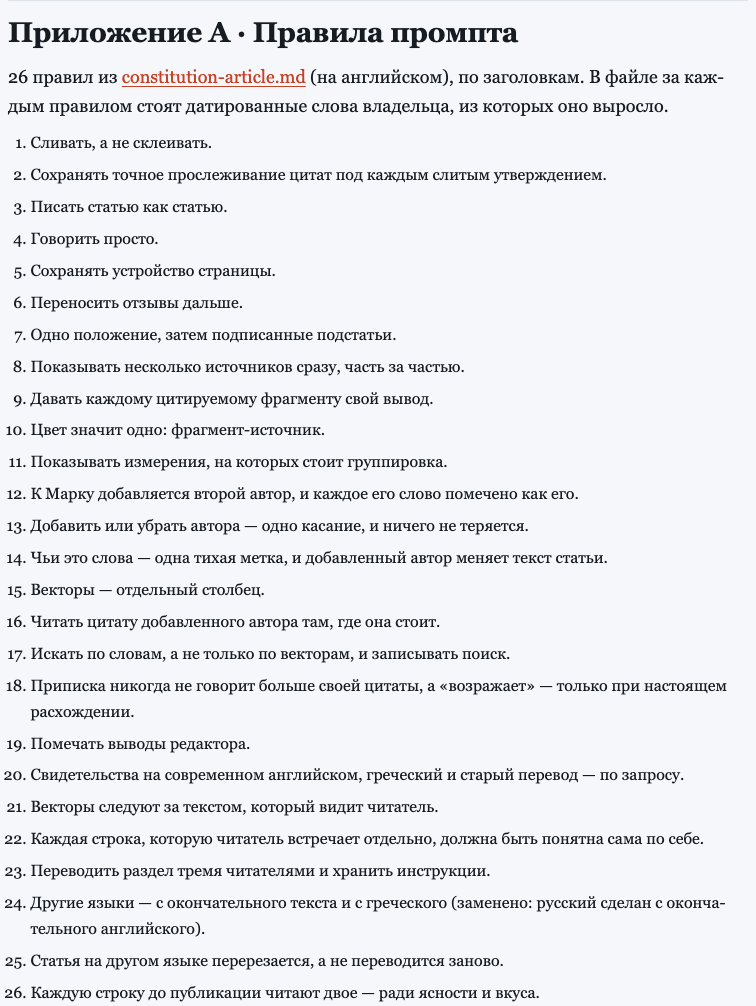 Приложение А · Правила промпта
26 правил из constitution-article.md (на английском), по заголовкам. В файле за каж-
дым правилом стоят датированные слова владельца, из которых оно выросло.
1. Сливать, а не склеивать.
2. Сохранять точное прослеживание цитат под каждым слитым утверждением.
3. Писать статью как статью.
4. Говорить просто.
5. Сохранять устройство страницы.
6. Переносить отзывы дальше.
7. Одно положение, затем подписанные подстатьи.
8. Показывать несколько источников сразу, часть за частью.
9. Давать каждому цитируемому фрагменту свой вывод.
10. Цвет значит одно: фрагмент-источник.
11. Показывать измерения, на которых стоит группировка.
12. К Марку добавляется второй автор, и каждое его слово помечено как его.
13. Добавить или убрать автора — одно касание, и ничего не теряется.
14. Чьи это слова — одна тихая метка, и добавленный автор меняет текст статьи.
15. Векторы — отдельный столбец.
16. Читать цитату добавленного автора там, где она стоит.
17. Искать по словам, а не только по векторам, и записывать поиск.
18. Приписка никогда не говорит больше своей цитаты, а «возражает» — только при настоящем
расхождении.
19. Помечать выводы редактора.
20. Свидетельства на современном английском, греческий и старый перевод — по запросу.
21. Векторы следуют за текстом, который видит читатель.
22. Каждая строка, которую читатель встречает отдельно, должна быть понятна сама по себе.
23. Переводить раздел тремя читателями и хранить инструкции.
24. Другие языки — с окончательного текста и с греческого (заменено: русский сделан с оконча-
тельного английского).
25. Статья на другом языке перерезается, а не переводится заново.
26. Каждую строку до публикации читают двое — ради ясности и вкуса.